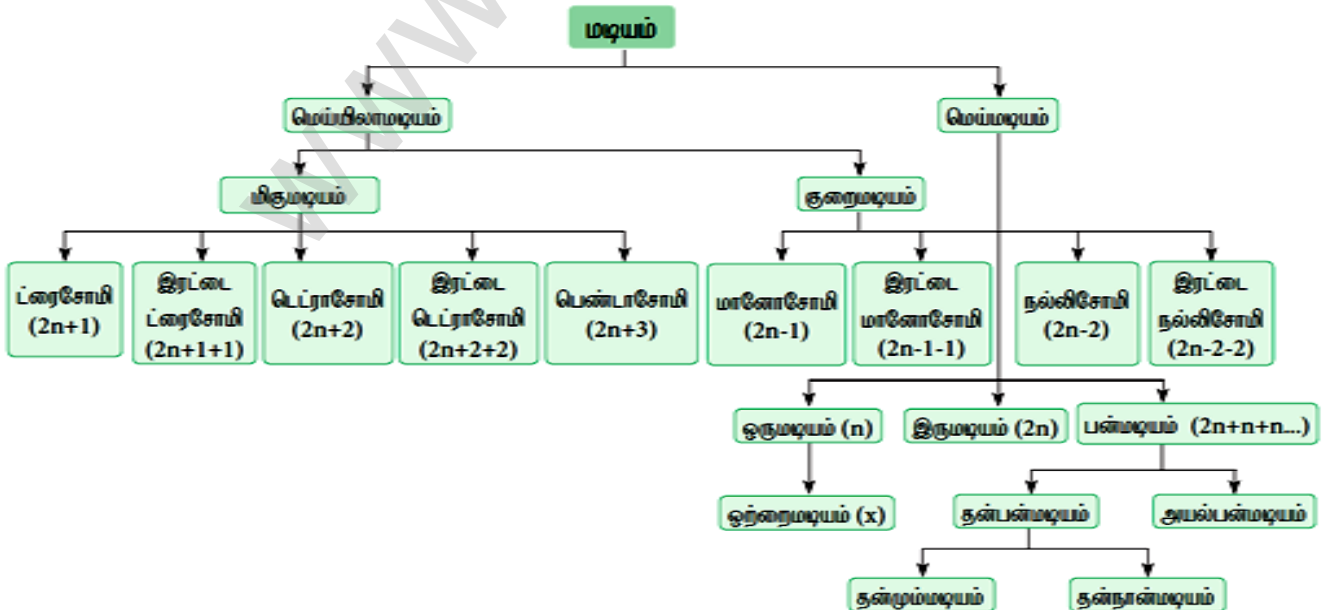 மடியம்
மெய்யிலாமடியம்
மெய்மடியம்
மிகுமடியம்
குறைமடியம்
ட்ரைசோமி
(2n+1)
இரட்டை
ட்ரைசோமி
(2n+1+1)
டெட்ராசோமி
(2n+2)
இரட்டை
டெட்ராசோமி
(2n+2+2)
பெண்டாசோமி
(2n+3)
மானோசோமி
(2n-1)
இரட்டை
மானோசோமி
(2n-1-1)
நல்லிசோமி
(2n-2)
இரட்டை
நல்லிசோமி
(2n-2-2)
ஒருமடியம் (n)
இருமடியம் (2n)
பன்மடியம் (2n+n+n...)
ஒற்றைமடியம் (x)
தன்பன்மடியம்
அயல்பன்மடியம்
தன்மும்மடியம்
தன்நான்மடியம்
www